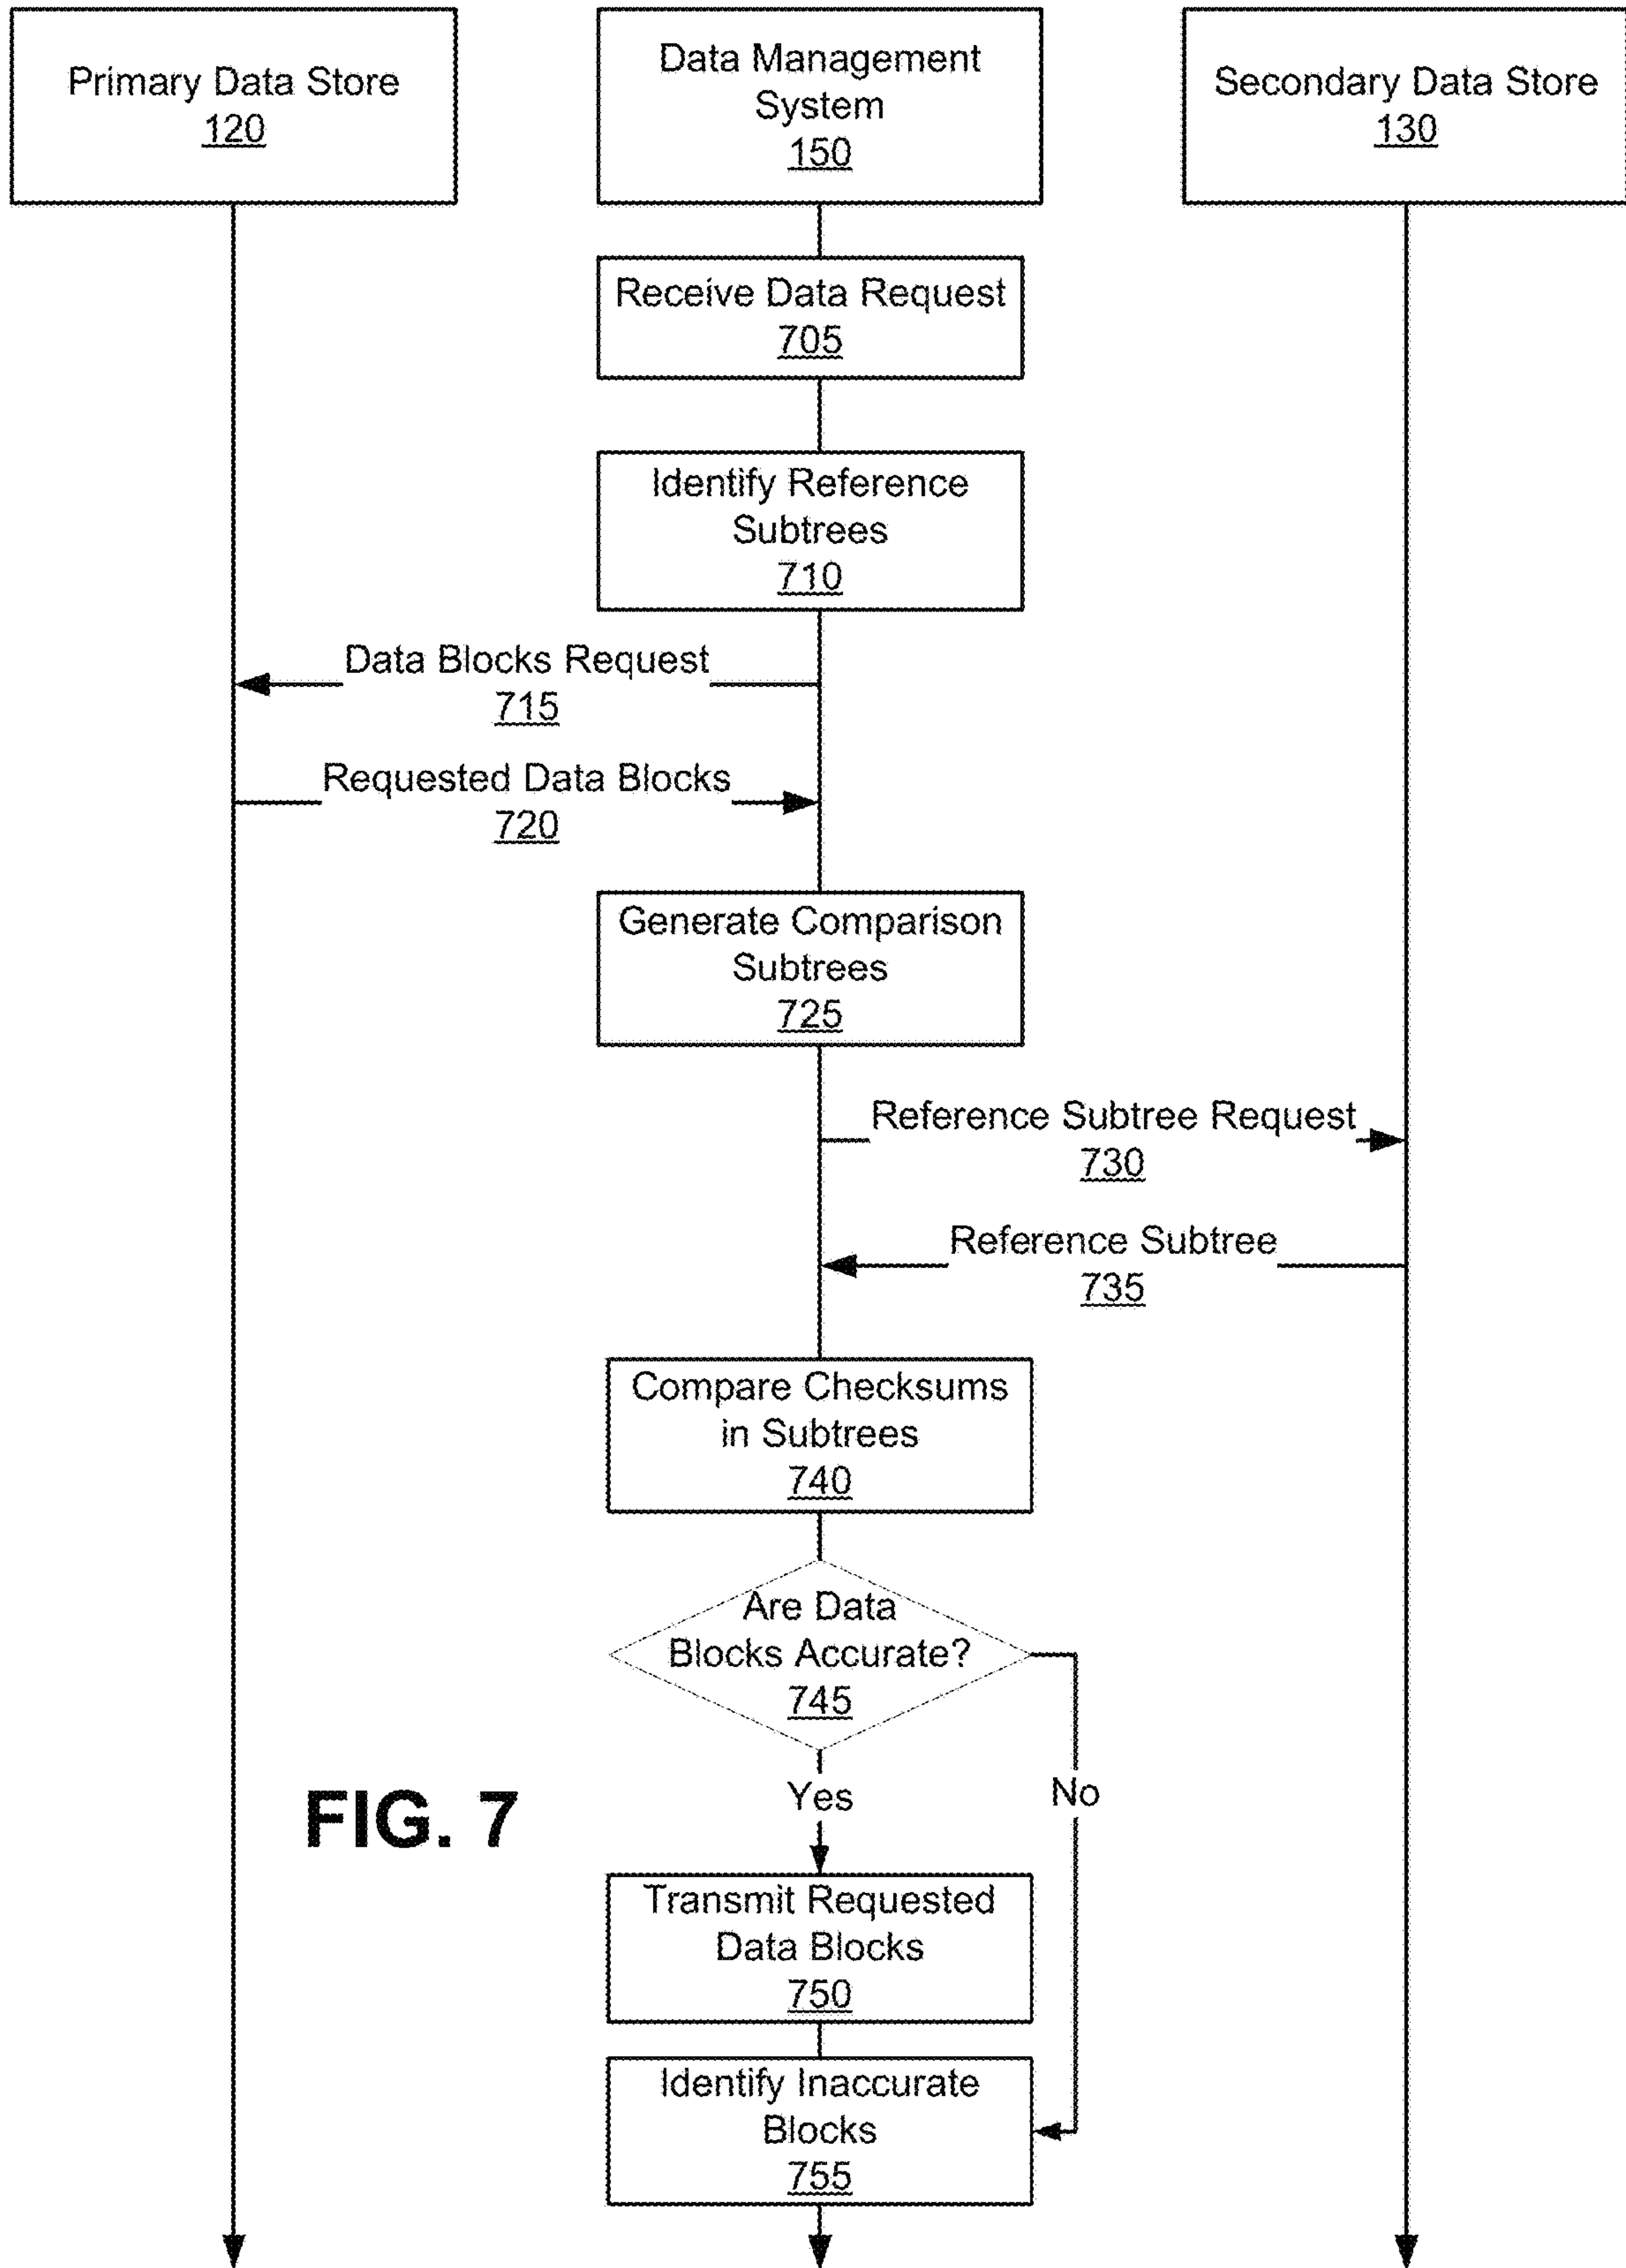 Primary Data Store
120
Data Management
System
150
Secondary Data Store
130
Receive Data Request
705
Identify Reference
Subtrees
710
Data Blocks Request
715
Requested Data Blocks
720
Generate Comparison
Subtrees
725
Reference Subtree Request
730
Reference Subtree
735
Compare Checksums
in Subtrees
740
Are Data
Blocks Accurate?
745
Yes
No
FIG. 7
Transmit Requested
Data Blocks
750
Identify Inaccurate
Blocks
755